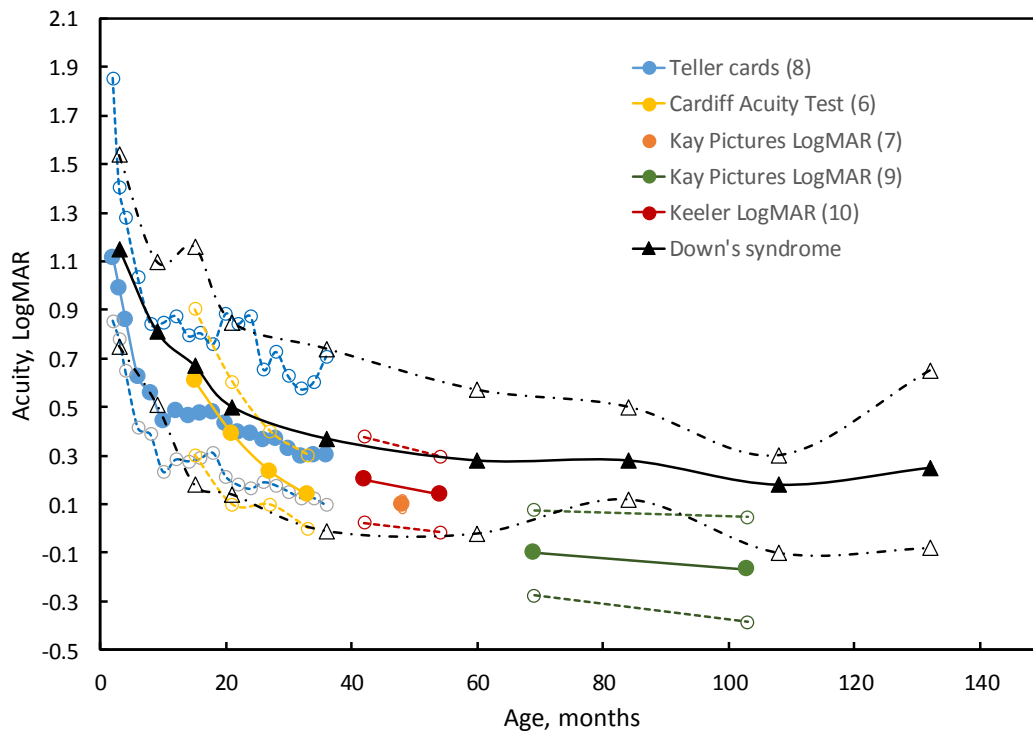 2.1
1.9
1.7
1.5
1.3
1.1
0.9
0.7
0.5
0.3
0.1
-0.1
-0.3
-0.5
Acuity, LogMAR
Teller cards (8)
Cardiff Acuity Test (6)
Kay Pictures LogMAR (7)
Kay Pictures LogMAR (9)
Keeler LogMAR (10)
Down's syndrome
0 20 40 60 80 100 120 140
Age, months